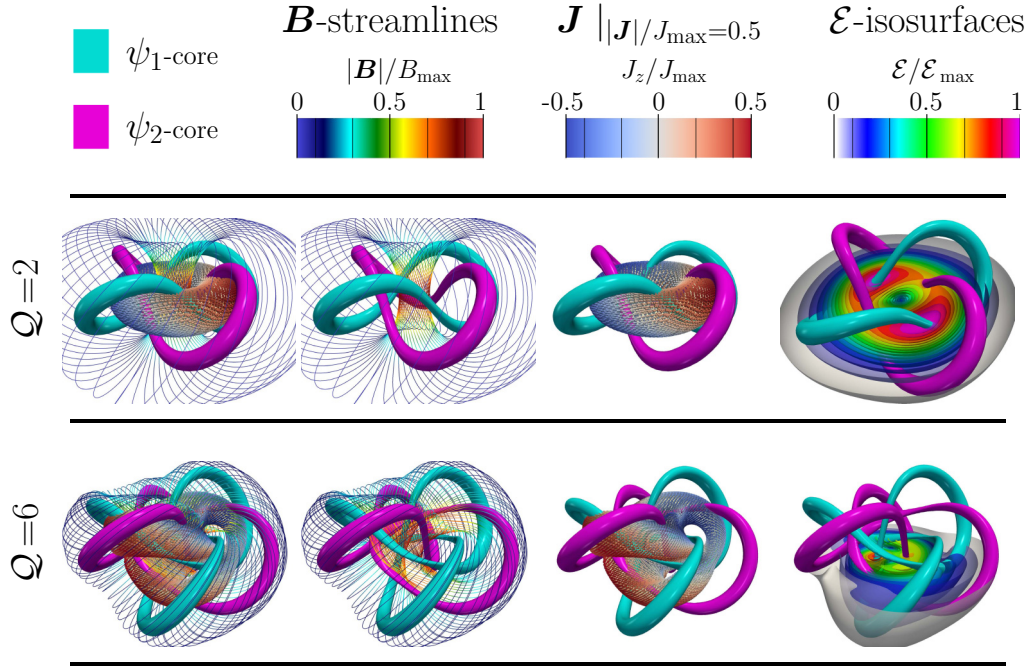 B-streamlines J ||J|/Jmax=0.5 ℰ-isosurfaces
ψ1-core |B|/Bmax Jz/Jmax ℰ/ℰmax
0 0.5 1 -0.5 0 0.5 0 0.5 1
ψ2-core
𝒬=2
𝒬=6